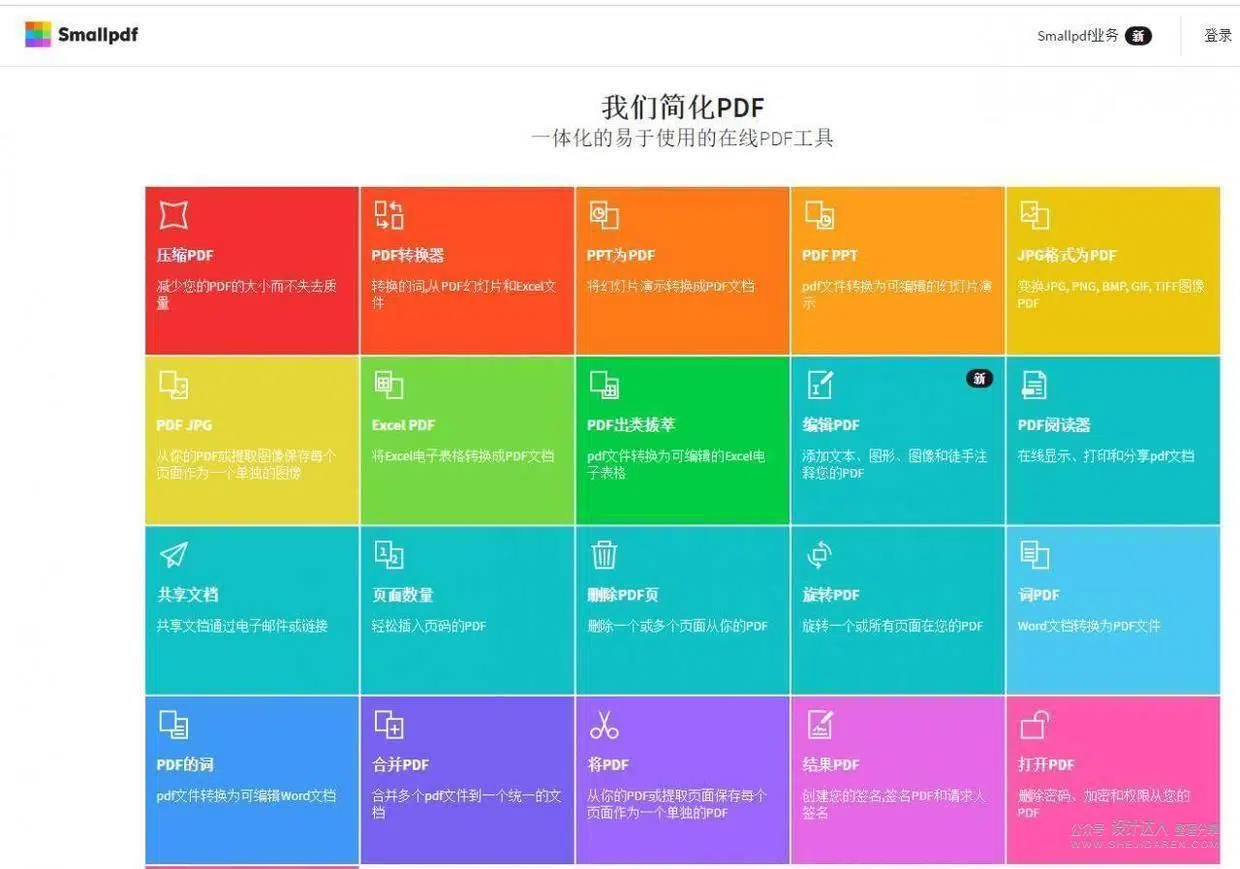 Smallpdf
Smallpdf业务 新
登录
我们简化PDF
一体化的易于使用的在线PDF工具
压缩PDF
减少您的PDF的大小而不失去质
量
PDF转换器
转换的词,从PDF幻灯片和Excel文
件
PPT为PDF
将幻灯片演示转换成PDF文档
PDF PPT
pdf文件转换为可编辑的幻灯片演
示
JPG格式为PDF
变换JPG, PNG, BMP, GIF, TIFF图像
PDF
PDF JPG
从你的PDF或提取图像保存每个
页面作为一个单独的图像
Excel PDF
将Excel电子表格转换成PDF文档
PDF出类拔萃
pdf文件转换为可编辑的Excel电
子表格
新
编辑PDF
添加文本、图形、图像和徒手注
释您的PDF
PDF阅读器
在线显示、打印和分享pdf文档
共享文档
共享文档通过电子邮件或链接
页面数量
轻松插入页码的PDF
删除PDF页
删除一个或多个页面从你的PDF
旋转PDF
旋转一个或所有页面在您的PDF
词PDF
Word文档转换为PDF文件
PDF的词
pdf文件转换为可编辑Word文档
合并PDF
合并多个pdf文件到一个统一的文
档
将PDF
从你的PDF或提取页面保存每个
页面作为一个单独的PDF
结果PDF
创建您的签名,签名PDF和请求人
签名
打开PDF
删除密码、加密和权限从您的
PDF
公众号 设计达人
WWW.SHEJIDAREN.COM